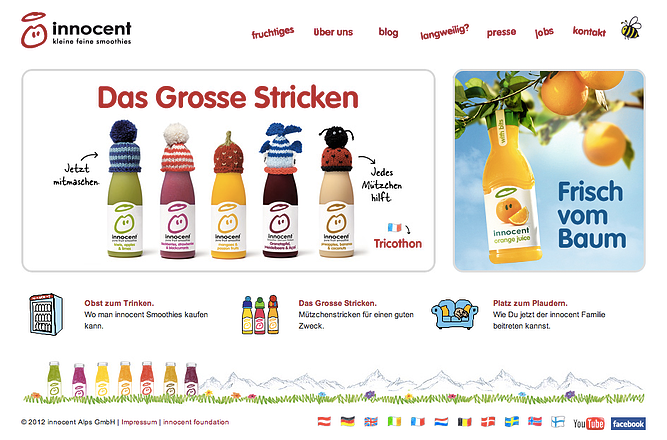 innocent
kleine feine smoothies
fruchtiges
über uns
blog
langweilig?
presse
jobs
kontakt
Das Grosse Stricken
Jetzt
mitmachen
Jedes
Mützchen
hilft
Tricothon
innocent
innocent
innocent
innocent
innocent
with bits
innocent
orange juice
Frisch
vom
Baum
Obst zum Trinken.
Wo man innocent Smoothies kaufen
kann.
Das Grosse Stricken.
Mützchenstricken für einen guten
Zweck.
Platz zum Plaudern.
Wie Du jetzt der innocent Familie
beitreten kannst.
© 2012 innocent Alps GmbH | Impressum | innocent foundation
YouTube
facebook